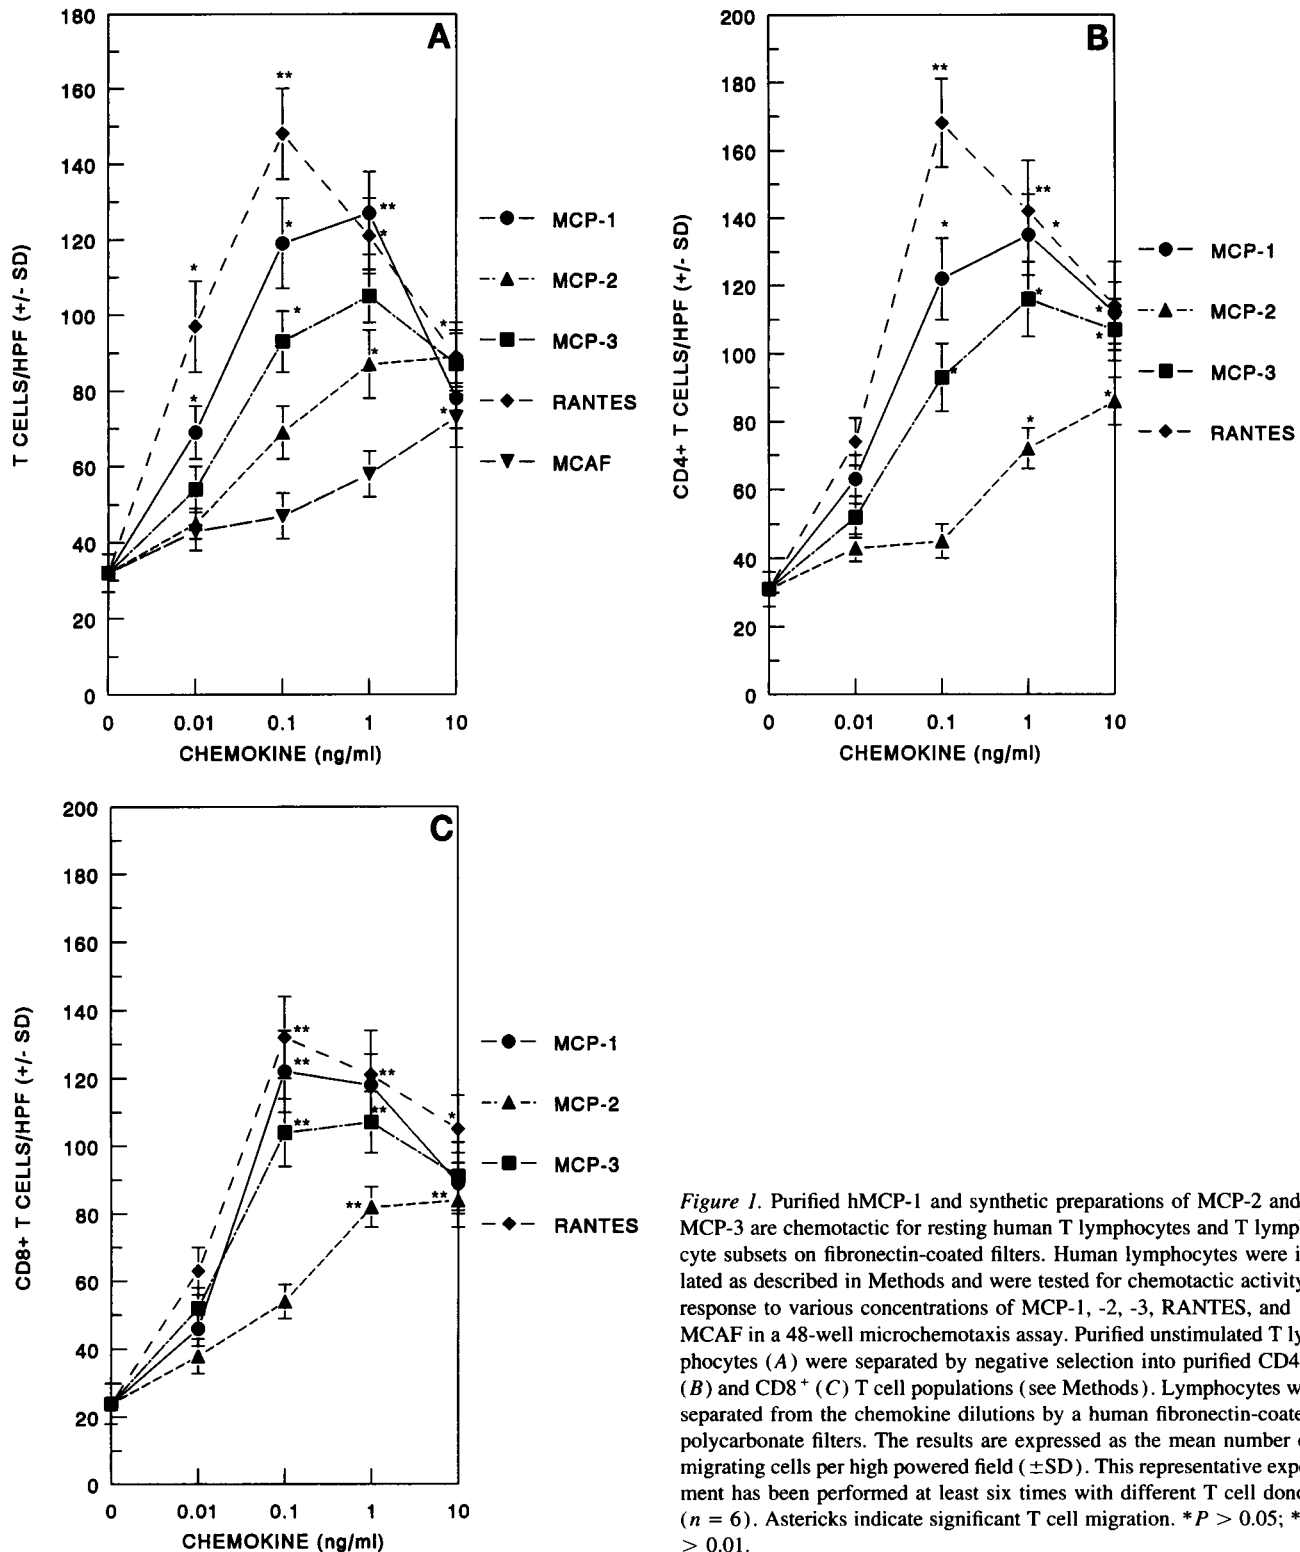 A
T CELLS/HPF (+/- SD)
180
160
140
120
100
80
60
40
20
0
0 0.01 0.1 1 10
CHEMOKINE (ng/ml)
** * * * * ** * * * *
MCP-1
MCP-2
MCP-3
RANTES
MCAF
B
CD4+ T CELLS/HPF (+/- SD)
200
180
160
140
120
100
80
60
40
20
0
0 0.01 0.1 1 10
CHEMOKINE (ng/ml)
** * * ** * * * * * *
MCP-1
MCP-2
MCP-3
RANTES
C
CD8+ T CELLS/HPF (+/- SD)
200
180
160
140
120
100
80
60
40
20
0
0 0.01 0.1 1 10
CHEMOKINE (ng/ml)
** ** ** ** ** ** * **
MCP-1
MCP-2
MCP-3
RANTES
Figure 1. Purified hMCP-1 and synthetic preparations of MCP-2 and
MCP-3 are chemotactic for resting human T lymphocytes and T lymp
cyte subsets on fibronectin-coated filters. Human lymphocytes were i
lated as described in Methods and were tested for chemotactic activity
response to various concentrations of MCP-1, -2, -3, RANTES, and
MCAF in a 48-well microchemotaxis assay. Purified unstimulated T ly
phocytes (A) were separated by negative selection into purified CD4
(B) and CD8+ (C) T cell populations (see Methods). Lymphocytes w
separated from the chemokine dilutions by a human fibronectin-coate
polycarbonate filters. The results are expressed as the mean number
migrating cells per high powered field (±SD). This representative expe
ment has been performed at least six times with different T cell dono
(n = 6). Astericks indicate significant T cell migration. *P > 0.05; *
> 0.01.